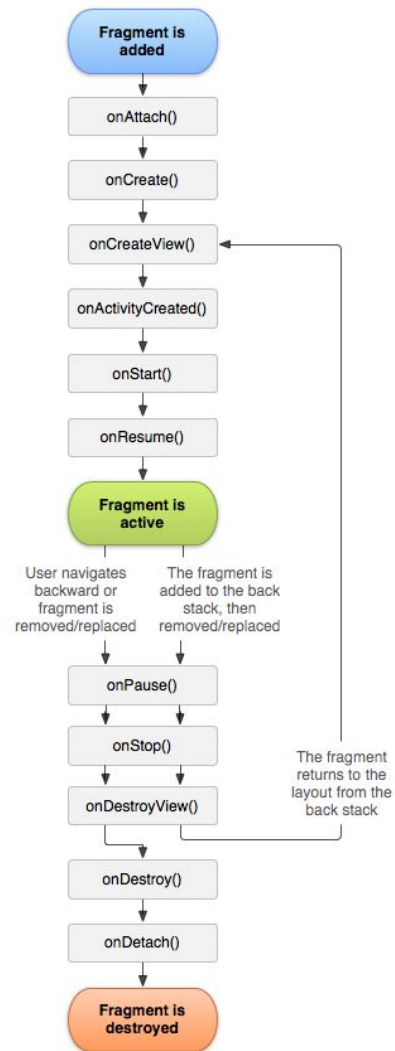 Fragment is
added
onAttach()
onCreate()
onCreateView()
onActivityCreated()
onStart()
onResume()
Fragment is
active
User navigates
backward or
fragment is
removed/replaced
The fragment is
added to the back
stack, then
removed/replaced
onPause()
onStop()
onDestroyView()
The fragment
returns to the
layout from the
back stack
onDestroy()
onDetach()
Fragment is
destroyed